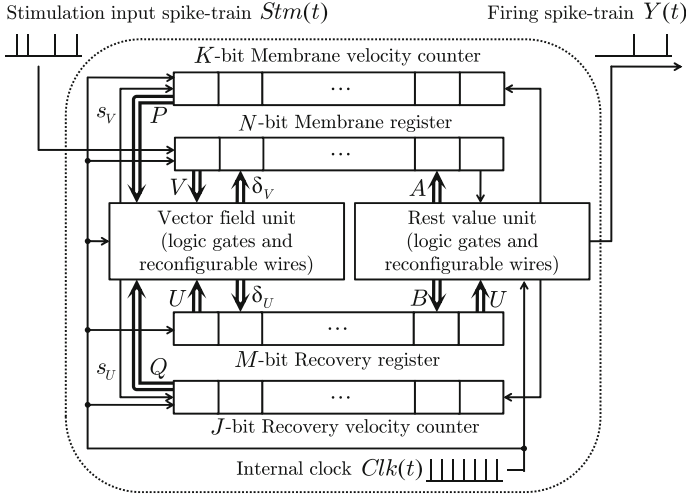 Stimulation input spike-train Stm(t)
Firing spike-train Y(t)
K-bit Membrane velocity counter
...
s_V
P
N-bit Membrane register
...
V
δ_V
A
Vector field unit
(logic gates and
reconfigurable wires)
Rest value unit
(logic gates and
reconfigurable wires)
U
δ_U
B
U
...
M-bit Recovery register
s_U
Q
...
J-bit Recovery velocity counter
Internal clock Clk(t)